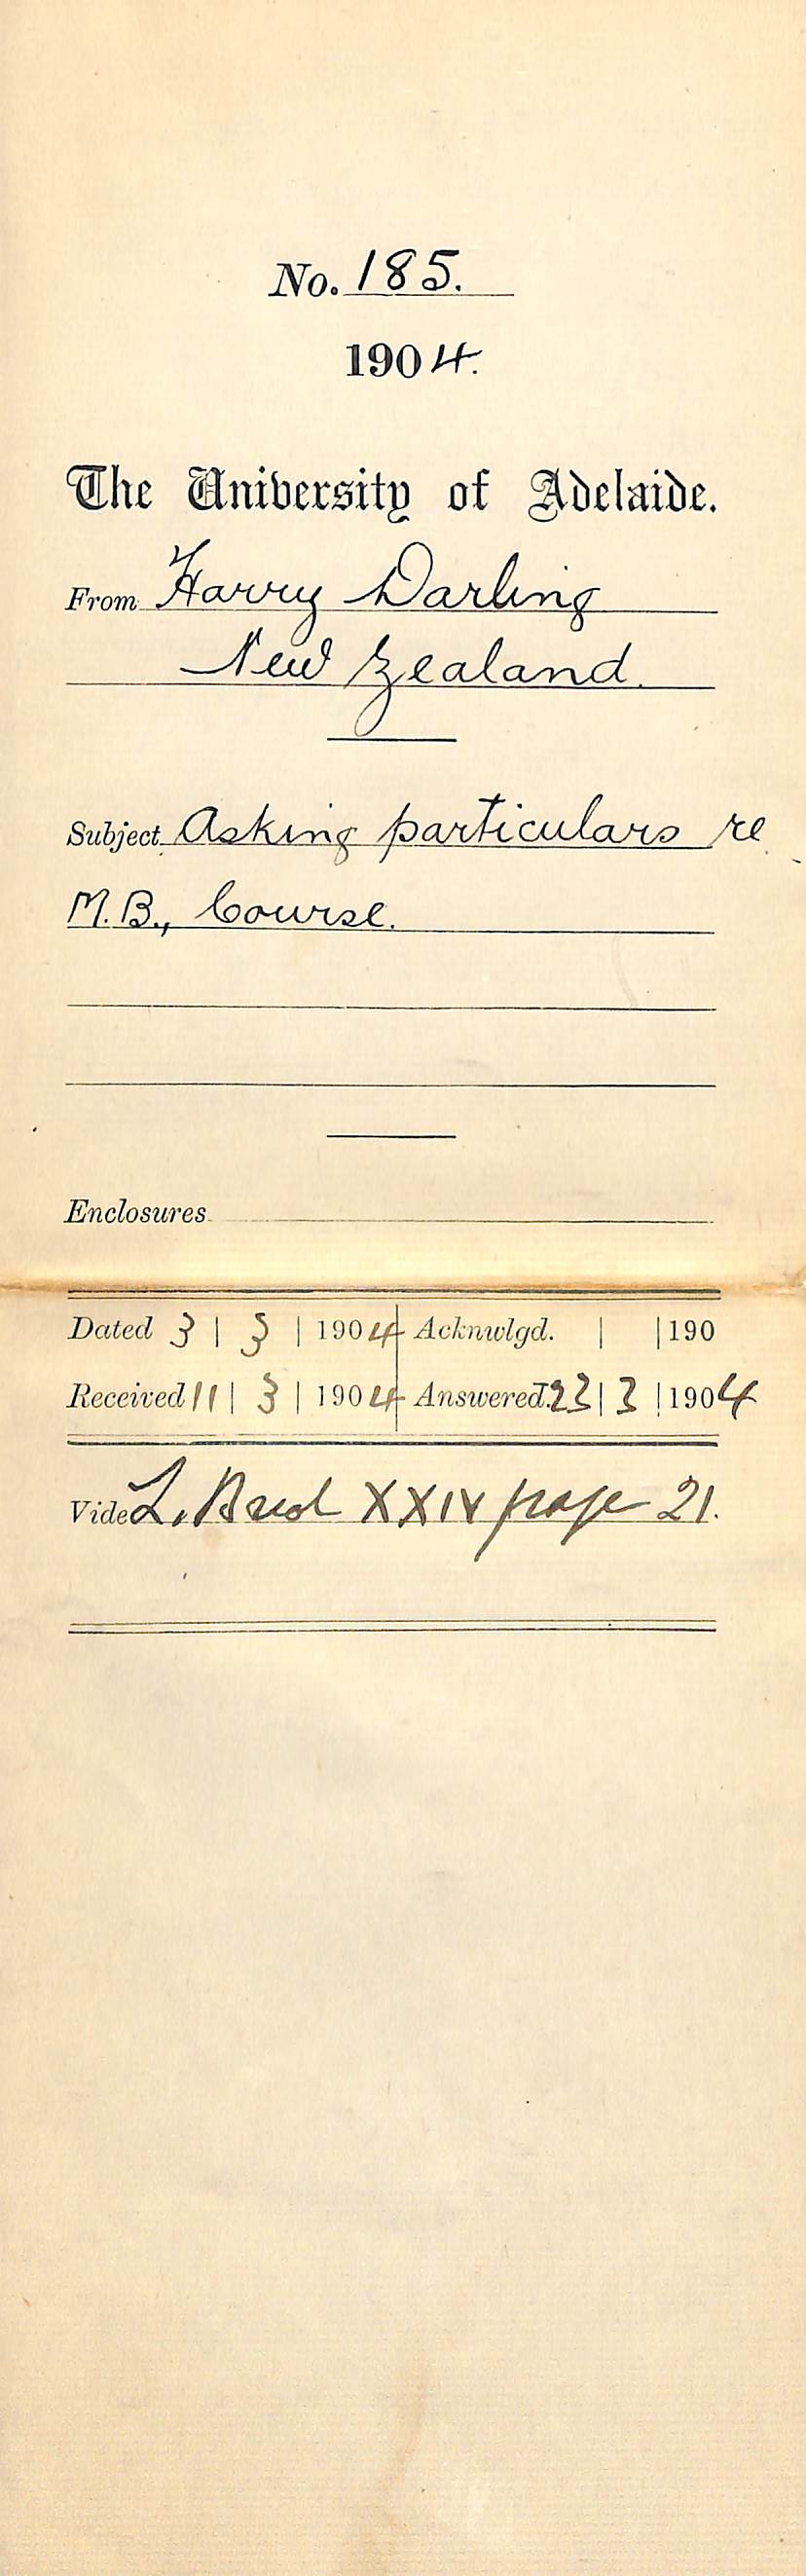 No. 185.
1904.
The University of Adelaide.
From Harry Darling
New Zealand.
Subject Asking particulars re
M.B., Course.
Enclosures
Dated 3 | 3 | 1904 Acknwlgd. | | 190
Received 11 | 3 | 1904 Answered. 23 | 3 | 1904
Vide L. XXIV page 21.